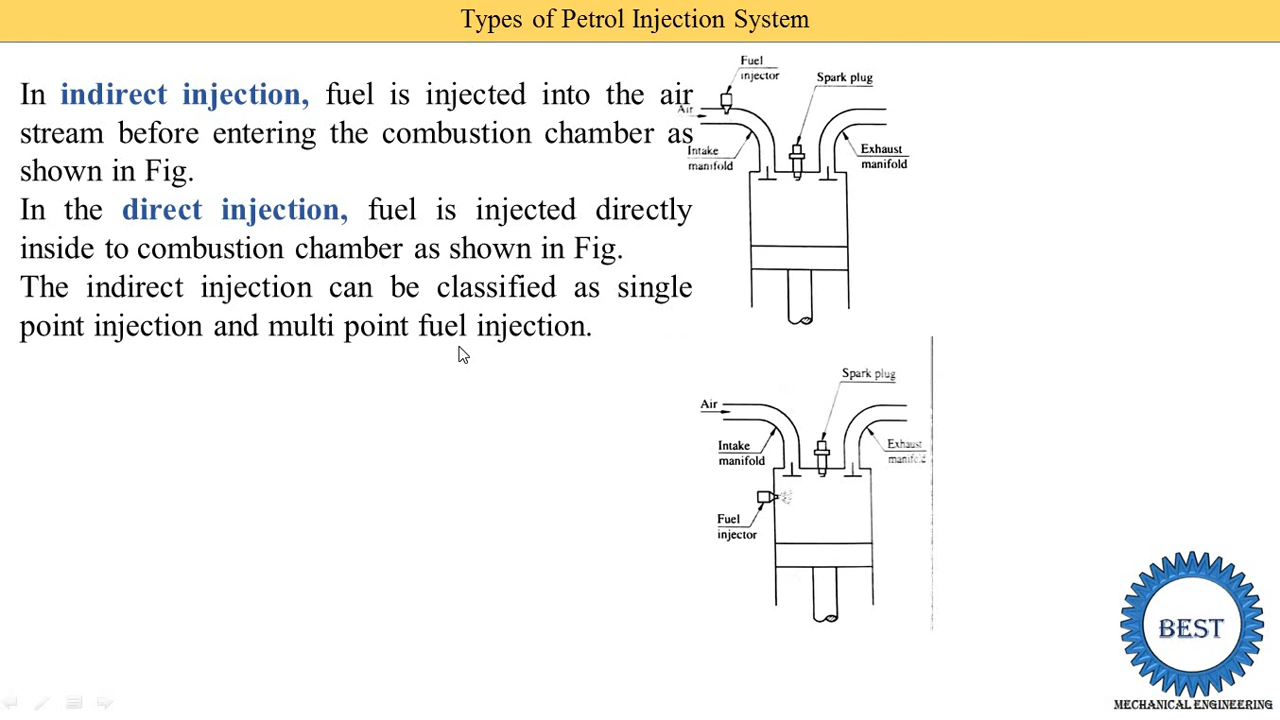 Types of Petrol Injection System
In indirect injection, fuel is injected into the air
stream before entering the combustion chamber as
shown in Fig.
In the direct injection, fuel is injected directly
inside to combustion chamber as shown in Fig.
The indirect injection can be classified as single
point injection and multi point fuel injection.
Fuel
injector
Spark plug
Air
Intake
manifold
Exhaust
manifold
Spark plug
Air
Intake
manifold
Exhaust
manifold
Fuel
injector
BEST
MECHANICAL ENGINEERING